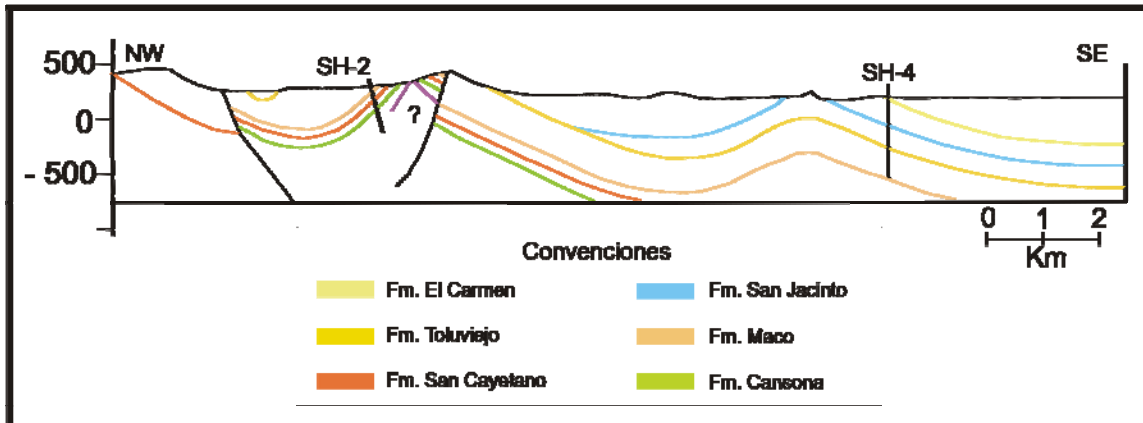 NW
SE
500
0
- 500
SH-2
?
SH-4
0 1 2
Km
Convenciones
Fm. El Carmen
Fm. San Jacinto
Fm. Toluviejo
Fm. Maco
Fm. San Cayetano
Fm. Cansona